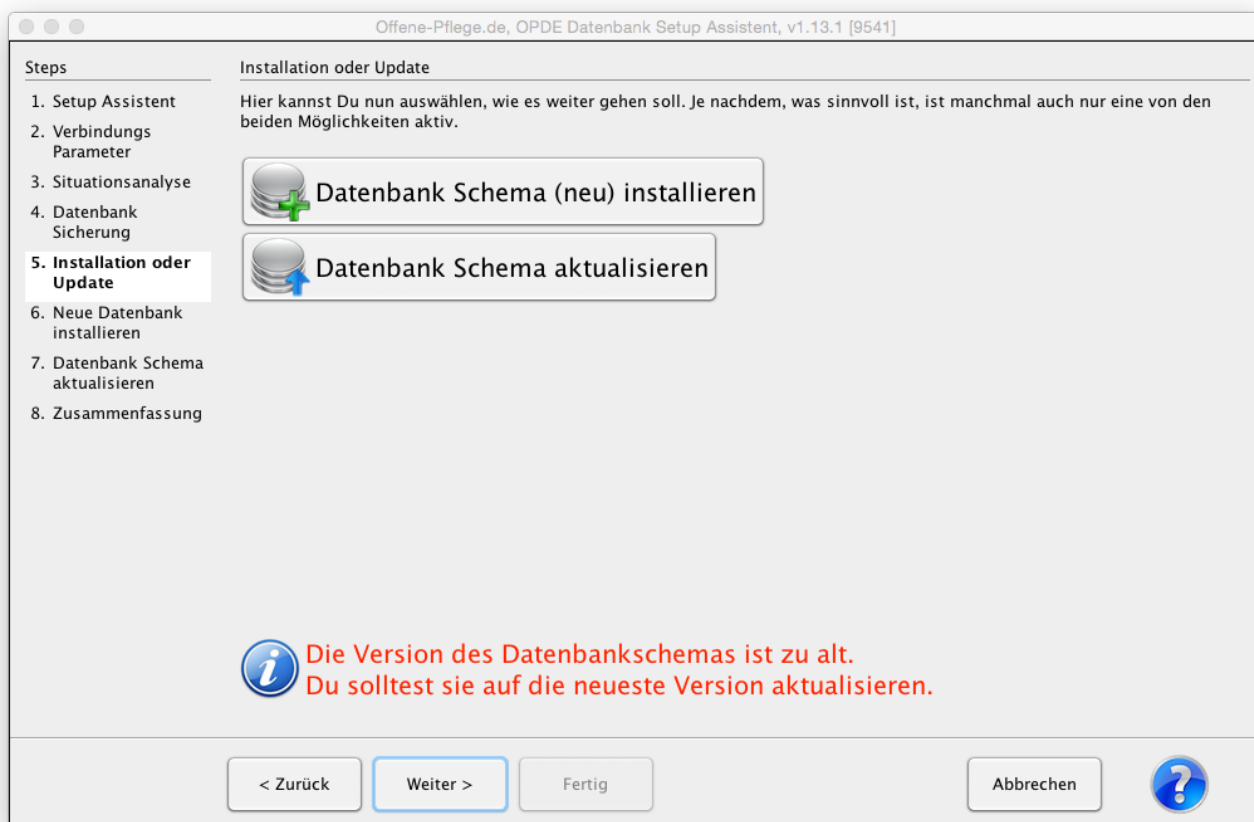 Offene-Pflege.de, OPDE Datenbank Setup Assistent, v1.13.1 [9541]
Steps
1. Setup Assistent
2. Verbindungs
Parameter
3. Situationsanalyse
4. Datenbank
Sicherung
5. Installation oder
Update
6. Neue Datenbank
installieren
7. Datenbank Schema
aktualisieren
8. Zusammenfassung
Installation oder Update
Hier kannst Du nun auswählen, wie es weiter gehen soll. Je nachdem, was sinnvoll ist, ist manchmal auch nur eine von den
beiden Möglichkeiten aktiv.
Datenbank Schema (neu) installieren
Datenbank Schema aktualisieren
Die Version des Datenbankschemas ist zu alt.
Du solltest sie auf die neueste Version aktualisieren.
< Zurück
Weiter >
Fertig
Abbrechen